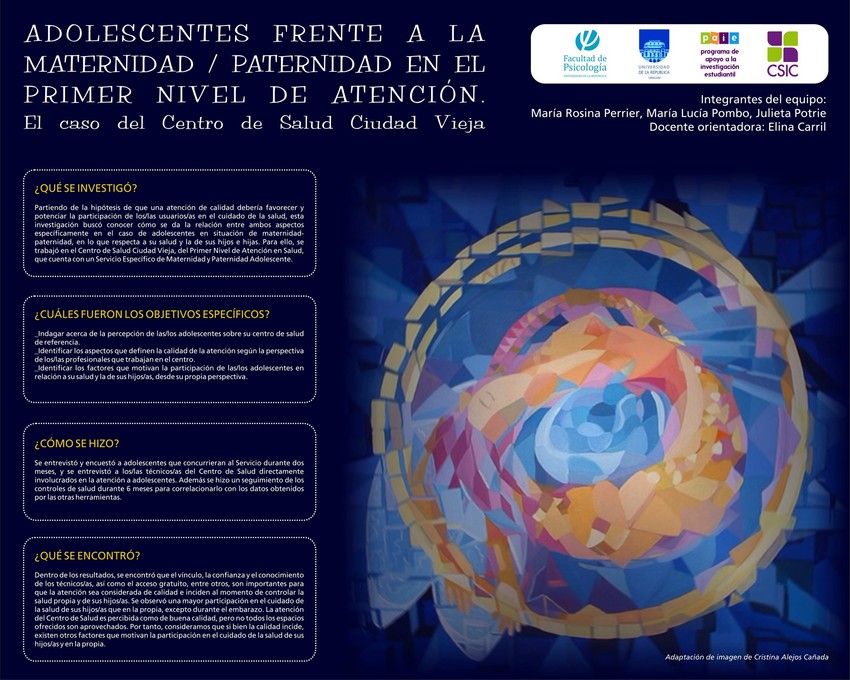 ADOLESCENTES FRENTE A LA
MATERNIDAD / PATERNIDAD EN EL
PRIMER NIVEL DE ATENCIÓN.
El caso del Centro de Salud Ciudad Vieja
Facultad de
Psicología
UNIVERSIDAD DE LA REPÚBLICA
UNIVERSIDAD
DE LA REPÚBLICA
URUGUAY
paie
programa de
apoyo a la
investigación
estudiantil
CSIC
Integrantes del equipo:
María Rosina Perrier, María Lucía Pombo, Julieta Potrie
Docente orientadora: Elina Carril
¿QUÉ SE INVESTIGÓ?
Partiendo de la hipótesis de que una atención de calidad debería favorecer y
potenciar la participación de los/las usuarios/as en el cuidado de la salud, esta
investigación buscó conocer cómo se da la relación entre ambos aspectos
específicamente en el caso de adolescentes en situación de maternidad-
paternidad, en lo que respecta a su salud y la de sus hijos e hijas. Para ello, se
trabajó en el Centro de Salud Ciudad Vieja, del Primer Nivel de Atención en Salud,
que cuenta con un Servicio Específico de Maternidad y Paternidad Adolescente.
¿CUÁLES FUERON LOS OBJETIVOS ESPECÍFICOS?
_Indagar acerca de la percepción de las/los adolescentes sobre su centro de salud
de referencia.
_Identificar los aspectos que definen la calidad de la atención según la perspectiva
de los/las profesionales que trabajan en el centro.
_Identificar los factores que motivan la participación de las/los adolescentes en
relación a su salud y la de sus hijos/as, desde su propia perspectiva.
¿CÓMO SE HIZO?
Se entrevistó y encuestó a adolescentes que concurrieran al Servicio durante dos
meses, y se entrevistó a los/las técnicos/as del Centro de Salud directamente
involucrados en la atención a adolescentes. Además se hizo un seguimiento de los
controles de salud durante 6 meses para correlacionarlo con los datos obtenidos
por las otras herramientas.
¿QUÉ SE ENCONTRÓ?
Dentro de los resultados, se encontró que el vínculo, la confianza y el conocimiento
de los técnicos/as, así como el acceso gratuito, entre otros, son importantes para
que la atención sea considerada de calidad e inciden al momento de controlar la
salud propia y de sus hijos/as. Se observó una mayor participación en el cuidado de
la salud de sus hijos/as que en la propia, excepto durante el embarazo. La atención
del Centro de Salud es percibida como de buena calidad, pero no todos los espacios
ofrecidos son aprovechados. Por tanto, consideramos que si bien la calidad incide,
existen otros factores que motivan la participación en el cuidado de la salud de sus
hijos/as y en la propia.
Adaptación de imagen de Cristina Alejos Cañada